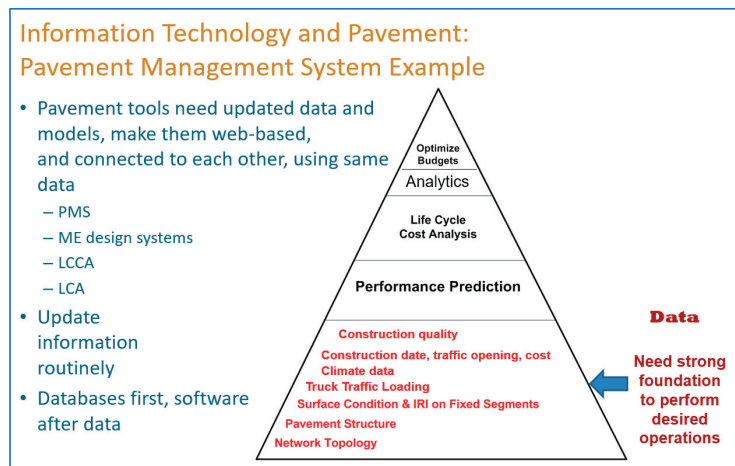 Information Technology and Pavement:
Pavement Management System Example
• Pavement tools need updated data and
models, make them web-based,
and connected to each other, using same
data
– PMS
– ME design systems
– LCCA
– LCA
• Update
information
routinely
• Databases first, software
after data
Optimize
Budgets
Analytics
Life Cycle
Cost Analysis
Performance Prediction
Construction quality
Construction date, traffic opening, cost
Climate data
Truck Traffic Loading
Surface Condition & IRI on Fixed Segments
Pavement Structure
Network Topology
Data
Need strong
foundation
to perform
desired
operations